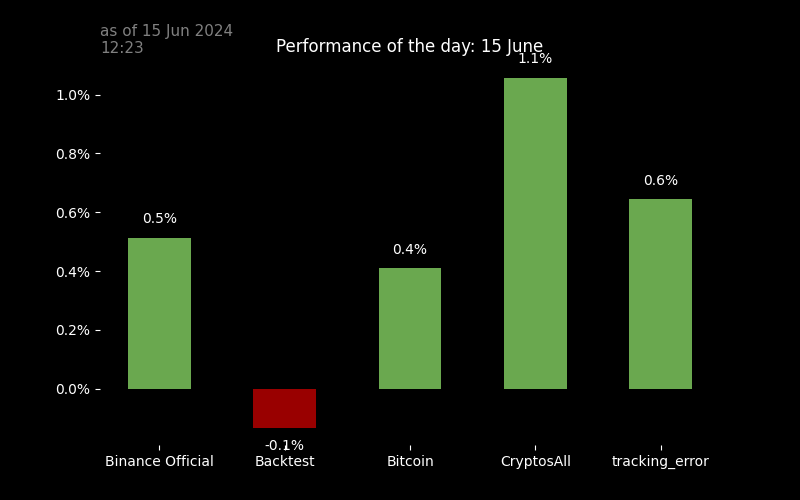 as of 15 Jun 2024
12:23
Performance of the day: 15 June
1.1%
1.0%
0.8%
0.6%
0.6%
0.5%
0.4%
0.4%
0.2%
0.0%
-0.1%
Binance Official
Backtest
Bitcoin
CryptosAll
tracking_error